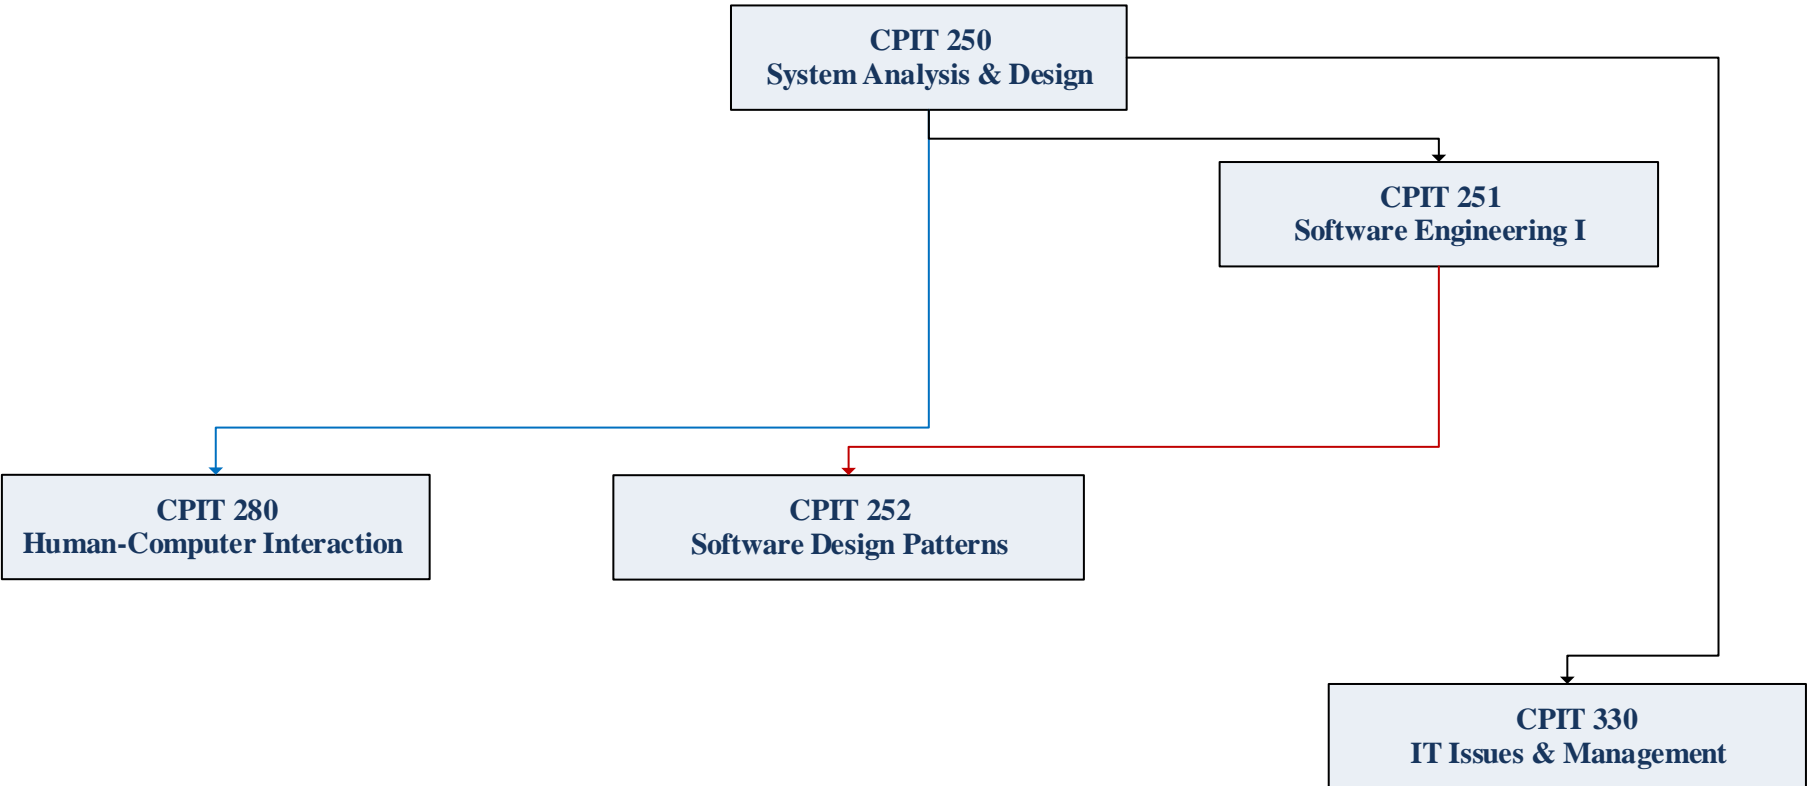 CPIT 250
System Analysis & Design
CPIT 251
Software Engineering I
CPIT 280
Human-Computer Interaction
CPIT 252
Software Design Patterns
CPIT 330
IT Issues & Management